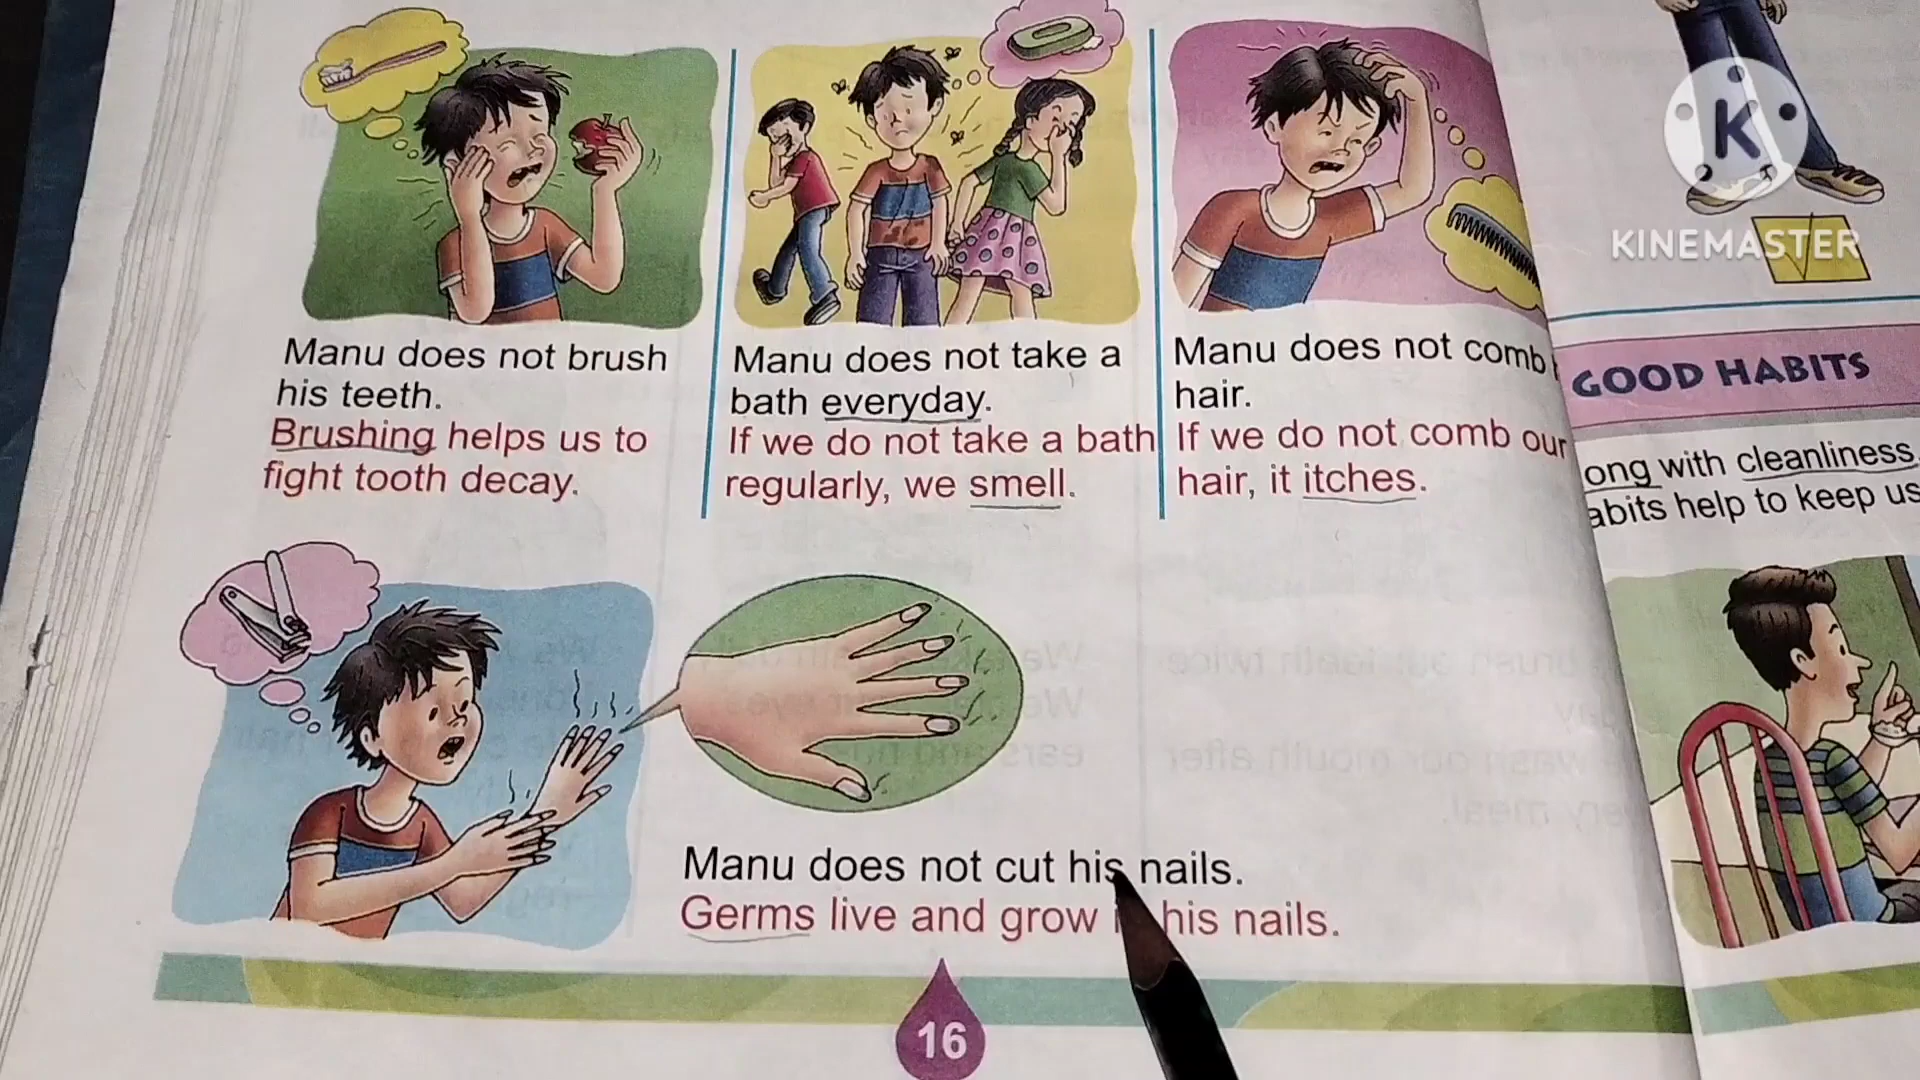 Manu does not brush
his teeth.
Brushing helps us to
fight tooth decay.
Manu does not take a
bath everyday.
If we do not take a bath
regularly, we smell.
Manu does not comb
hair.
If we do not comb our
hair, it itches.
Manu does not cut his nails.
Germs live and grow his nails.
16
K
KINEMASTER
GOOD HABITS
ong with cleanliness
abits help to keep us